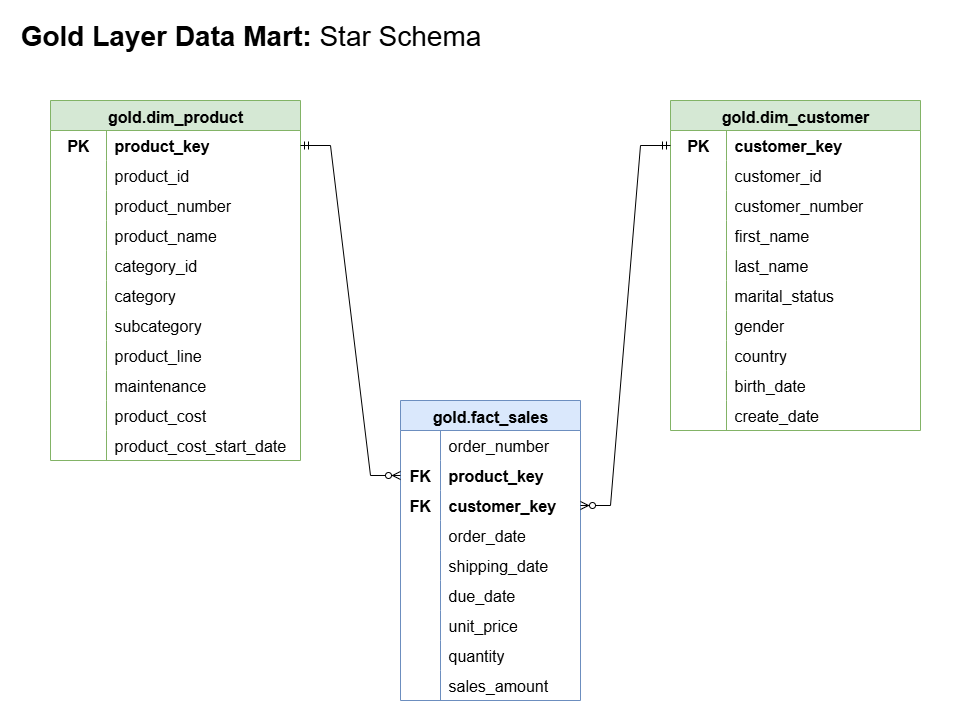 Gold Layer Data Mart: Star Schema
gold.dim_product
PK product_key
product_id
product_number
product_name
category_id
category
subcategory
product_line
maintenance
product_cost
product_cost_start_date
gold.dim_customer
PK customer_key
customer_id
customer_number
first_name
last_name
marital_status
gender
country
birth_date
create_date
gold.fact_sales
order_number
FK product_key
FK customer_key
order_date
shipping_date
due_date
unit_price
quantity
sales_amount